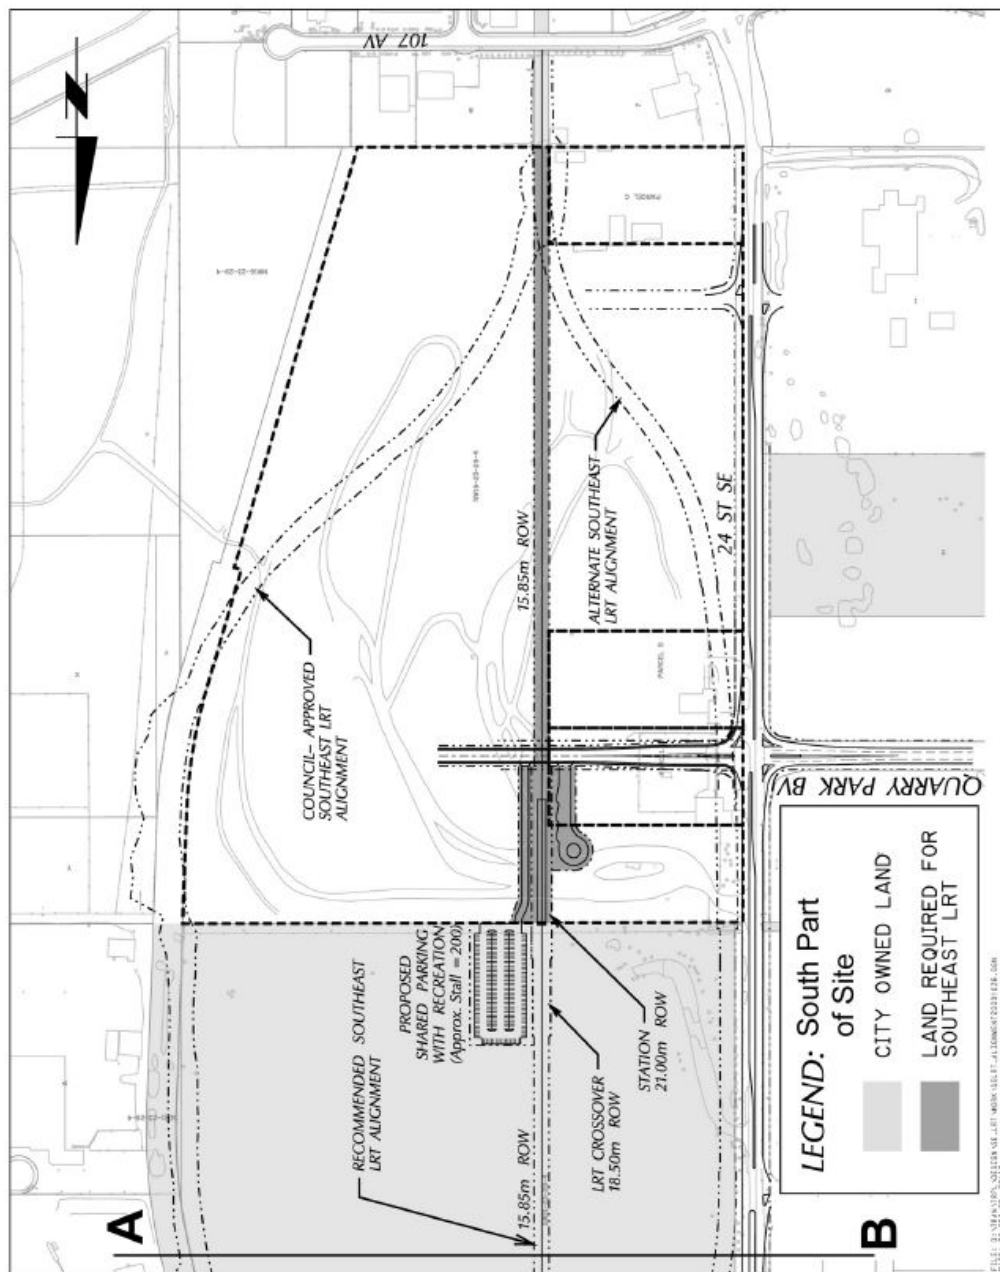 107 AV
PARCEL C
ALTERNATE SOUTHEAST
LRT ALIGNMENT
15.85m ROW
24 ST SE
COUNCIL- APPROVED
SOUTHEAST LRT
ALIGNMENT
QUARRY PARK BV
PROPOSED
SHARED PARKING
WITH RECREATION
(Approx. Stall = 200)
RECOMMENDED SOUTHEAST
LRT ALIGNMENT
STATION
21.00m ROW
LRT CROSSOVER
18.50m ROW
15.85m ROW
A
B
LEGEND: South Part
of Site
CITY OWNED LAND
LAND REQUIRED FOR
SOUTHEAST LRT